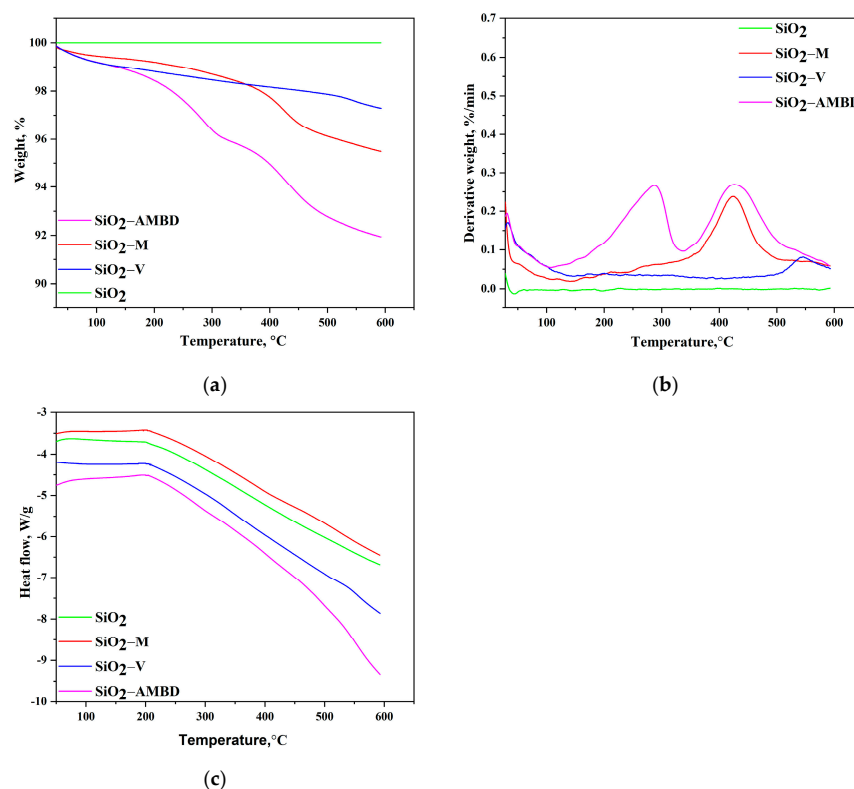 100
98
96
94
92
90
Weight, %
SiO2−AMBD
SiO2−M
SiO2−V
SiO2
100 200 300 400 500 600
Temperature, °C
(a)
0.7
0.6
0.5
0.4
0.3
0.2
0.1
0.0
Derivative weight, %/min
SiO2
SiO2−M
SiO2−V
SiO2−AMBD
100 200 300 400 500 600
Temperature, °C
(b)
-3
-4
-5
-6
-7
-8
-9
-10
Heat flow, W/g
SiO2
SiO2−M
SiO2−V
SiO2−AMBD
100 200 300 400 500 600
Temperature,°C
(c)